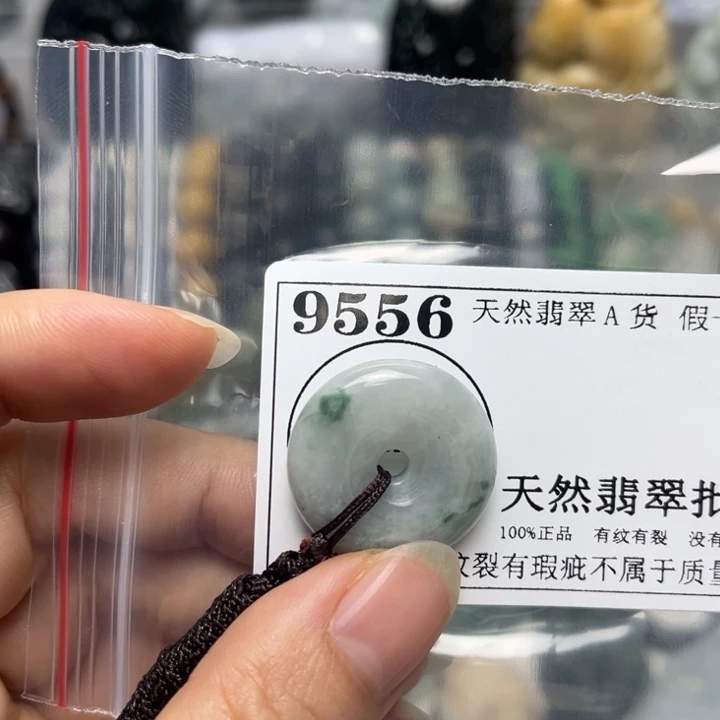 9556 天然翡翠A货 假一
天然翡翠批
100%正品 有纹有裂 没有
纹裂有瑕疵不属于质量